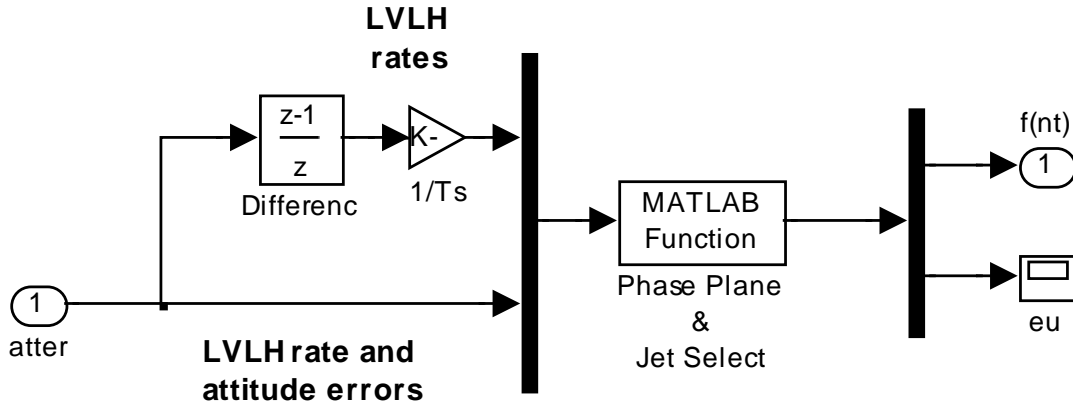 LVLH
rates
z-1
z
Differenc
K-
1/Ts
MATLAB
Function
Phase Plane
&
Jet Select
f(nt)
1
eu
1
atter
LVLH rate and
attitude errors